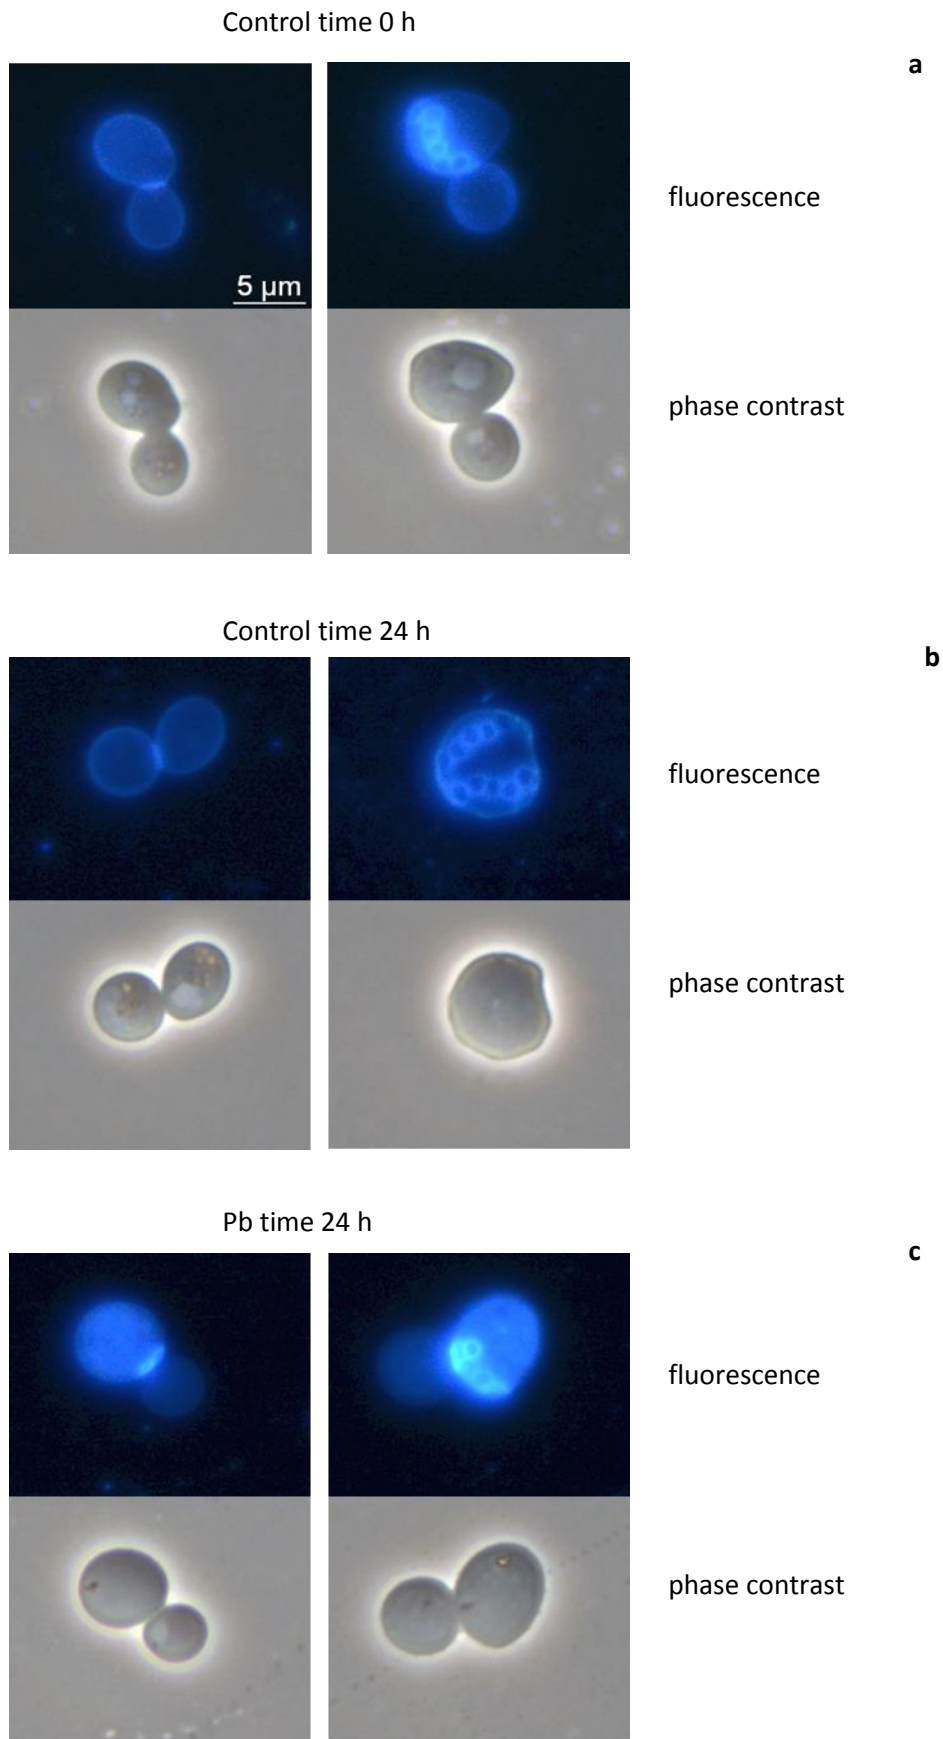 Control time 0 h
a
fluorescence
5 μm
phase contrast
Control time 24 h
b
fluorescence
phase contrast
Pb time 24 h
c
fluorescence
phase contrast